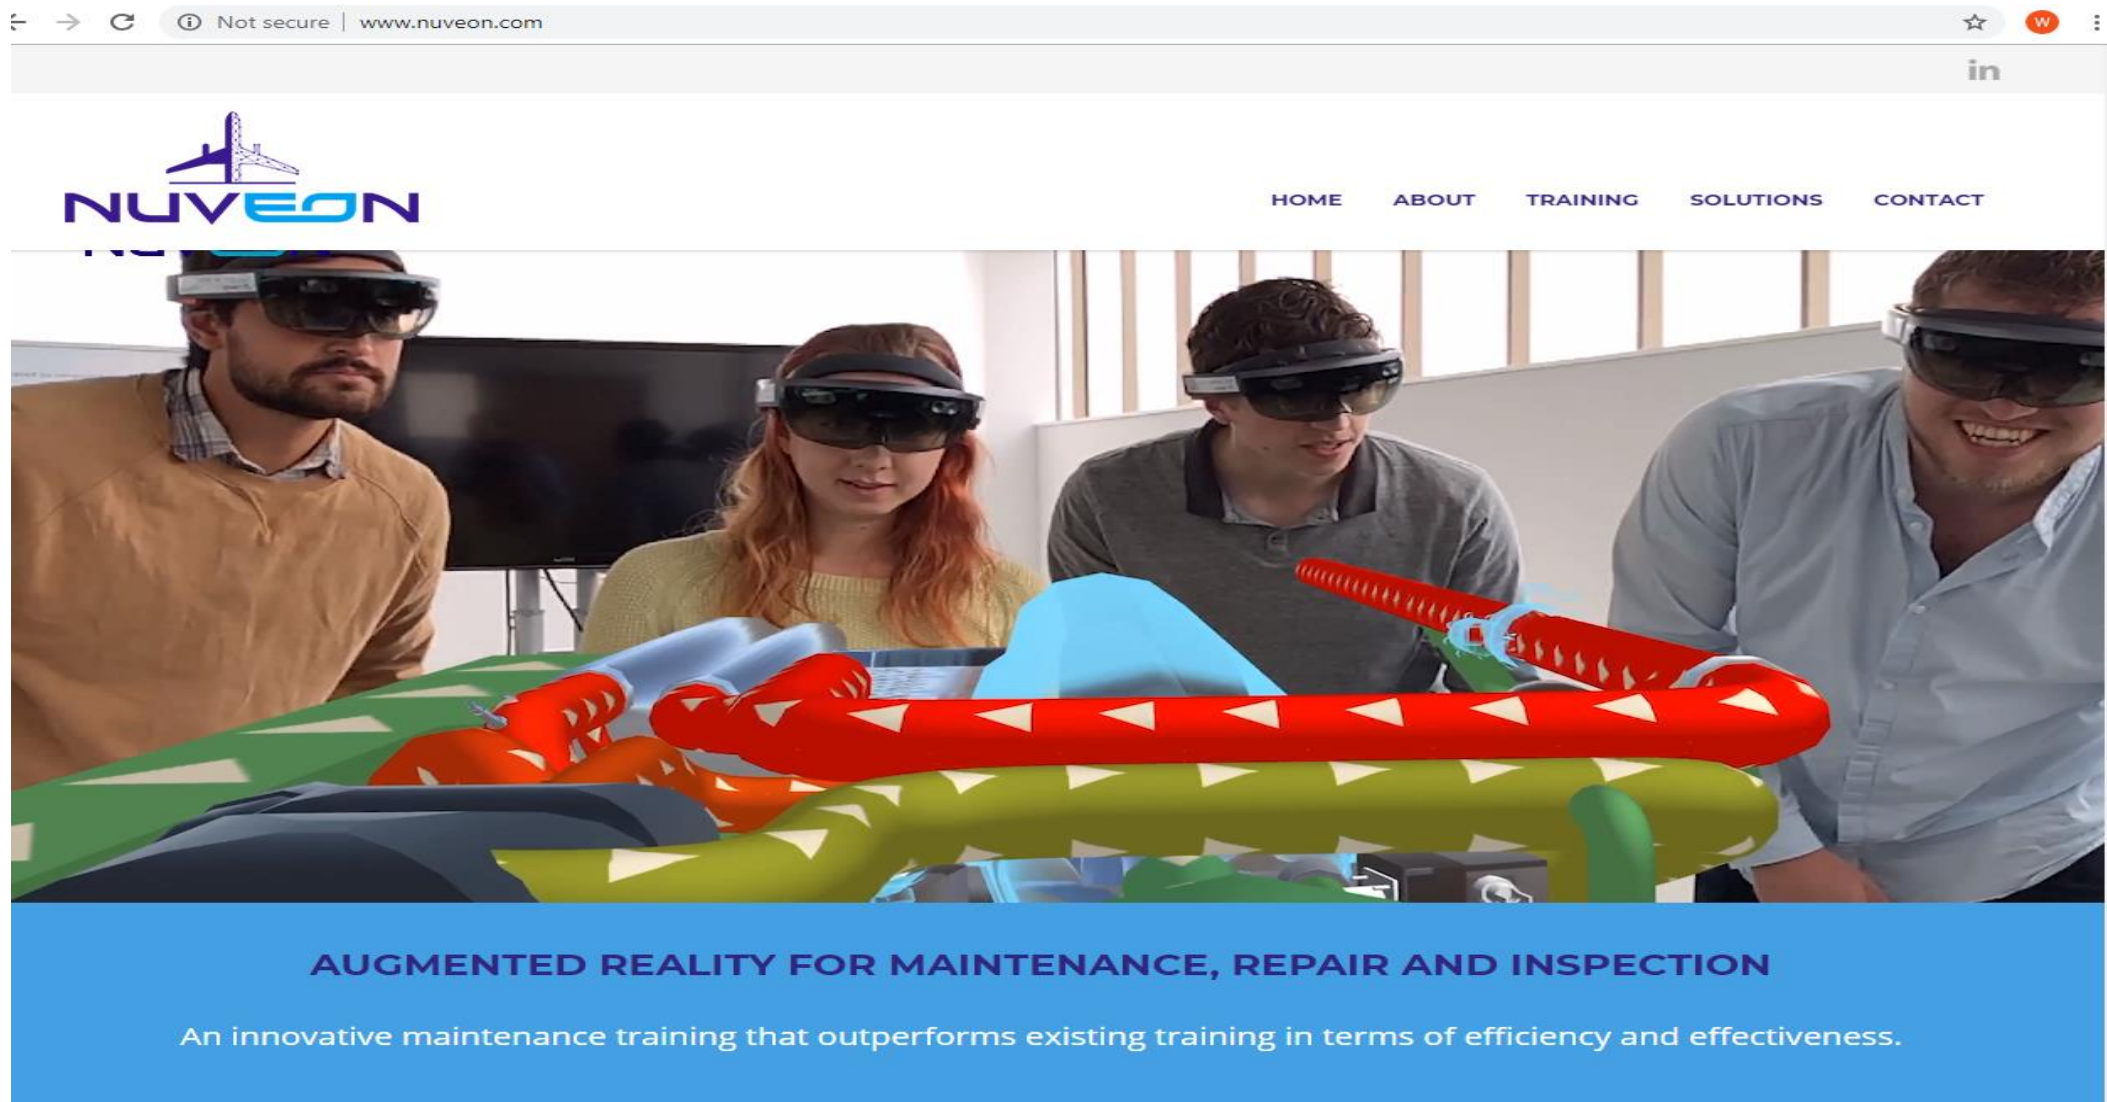 Not secure | www.nuveon.com
W
in
NUVEON
HOME ABOUT TRAINING SOLUTIONS CONTACT
AUGMENTED REALITY FOR MAINTENANCE, REPAIR AND INSPECTION
An innovative maintenance training that outperforms existing training in terms of efficiency and effectiveness.